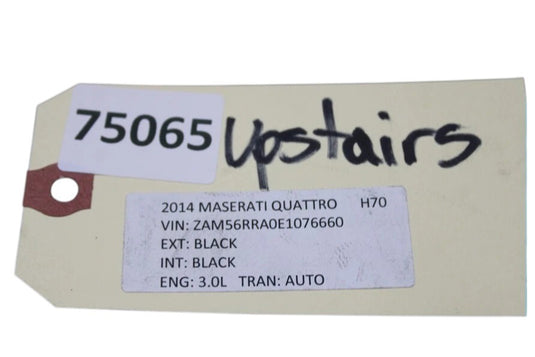 75065 upstairs
2014 MASERATI QUATTRO H70
VIN: ZAM56RRA0E1076660
EXT: BLACK
INT: BLACK
ENG: 3.0L TRAN: AUTO